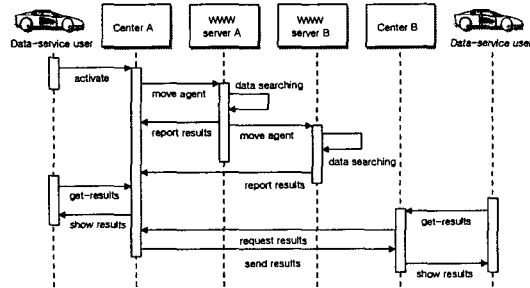 Data-service user
Center A
WWW server A
WWW server B
Center B
Data-service user
activate
move agent
data searching
report results
move agent
data searching
report results
get-results
show results
get-results
request results
send results
show results